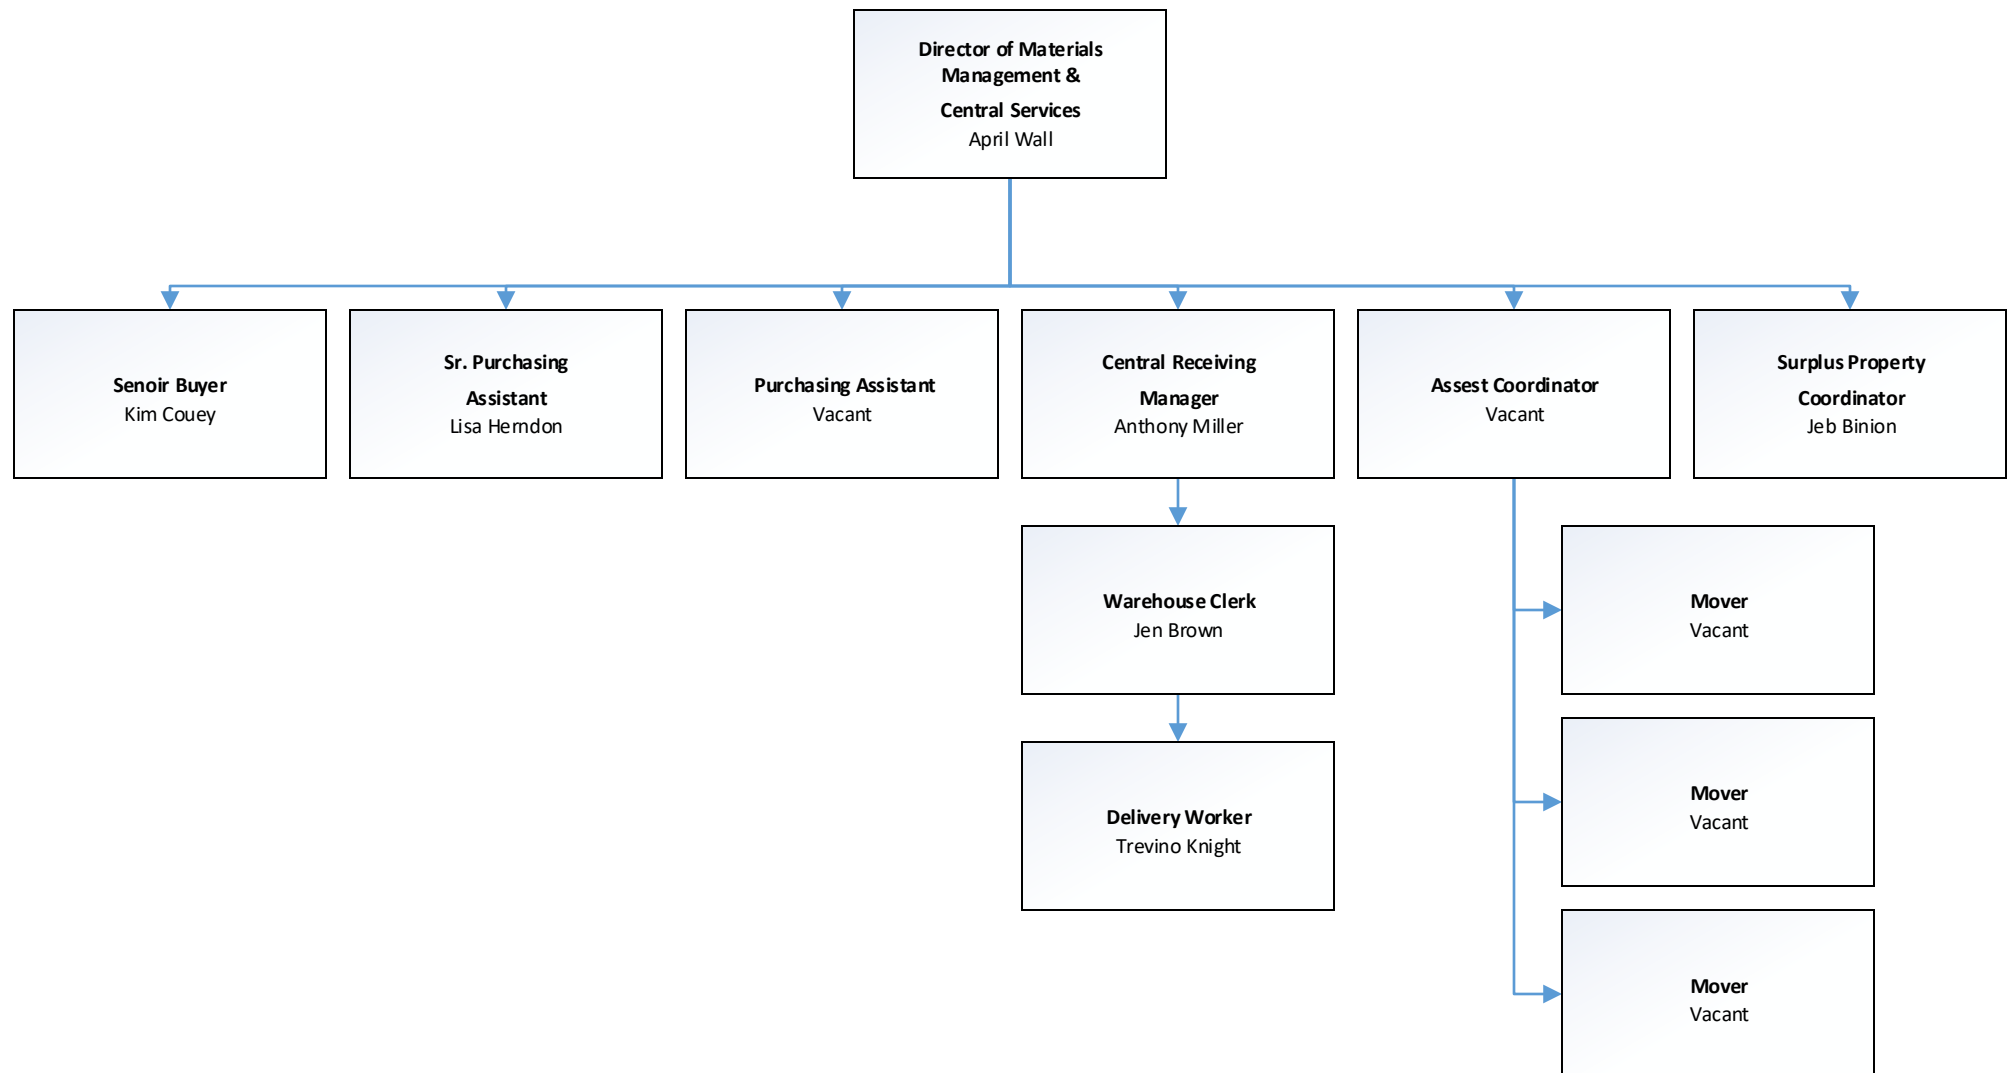 Director of Materials
Management &
Central Services
April Wall
Senoir Buyer
Kim Couey
Sr. Purchasing
Assistant
Lisa Herndon
Purchasing Assistant
Vacant
Central Receiving
Manager
Anthony Miller
Assest Coordinator
Vacant
Surplus Property
Coordinator
Jeb Binion
Warehouse Clerk
Jen Brown
Mover
Vacant
Delivery Worker
Trevino Knight
Mover
Vacant
Mover
Vacant